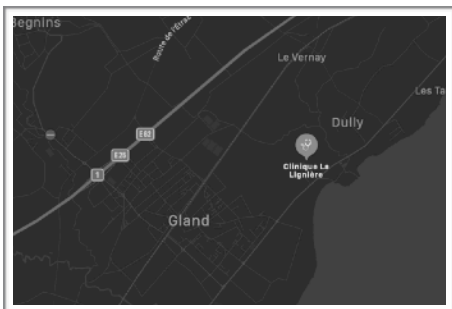 Begnins
Route de l'Etraz
Le Vernay
Les Ta
Dully
E62
E25
1
Clinique La
Lignière
Gland